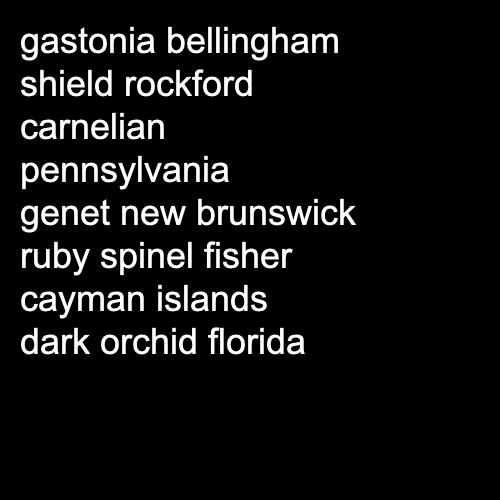 gastonia bellingham
shield rockford
carnelian
pennsylvania
genet new brunswick
ruby spinel fisher
cayman islands
dark orchid florida